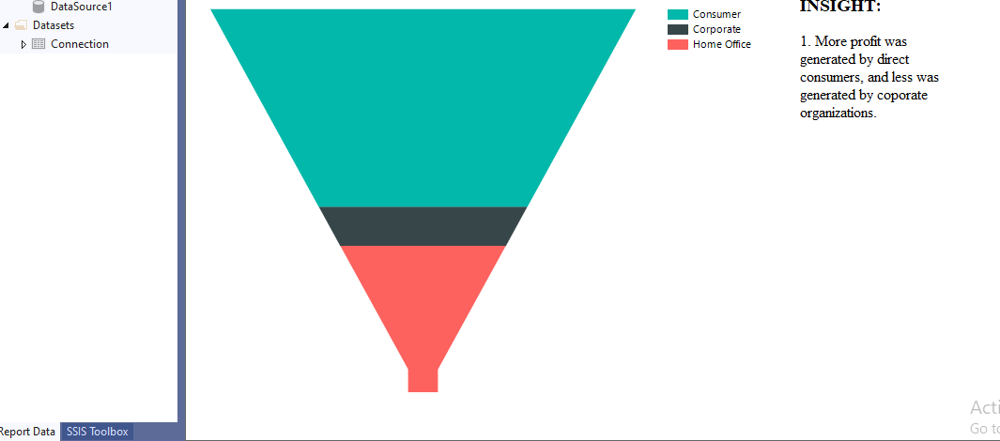 DataSource1
Datasets
Connection
Consumer
Corporate
Home Office
INSIGHT:
1. More profit was
generated by direct
consumers, and less was
generated by coporate
organizations.
Acti
Go to
Report Data
SSIS Toolbox